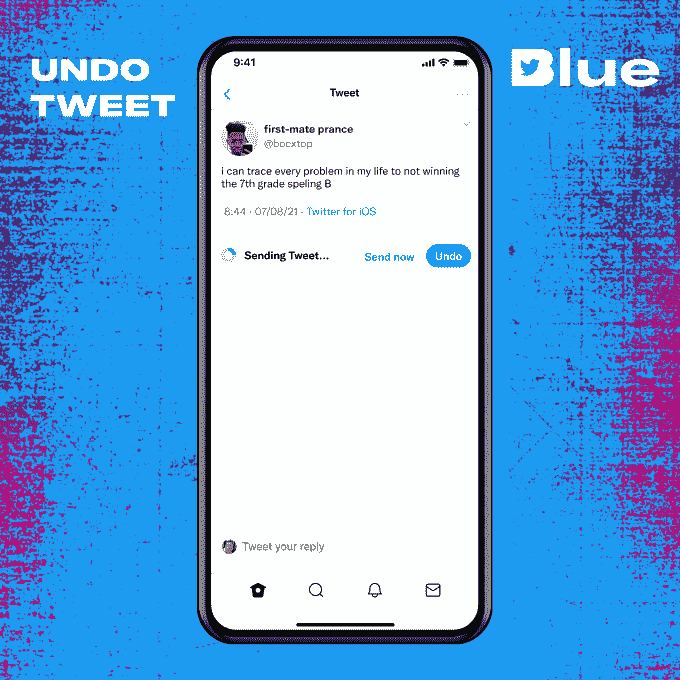 UNDO
TWEET
Blue
9:41
Tweet
first-mate prance
@bocxtop
i can trace every problem in my life to not winning
the 7th grade speling B
8:44 · 07/08/21 · Twitter for iOS
Sending Tweet...
Send now
Undo
Tweet your reply